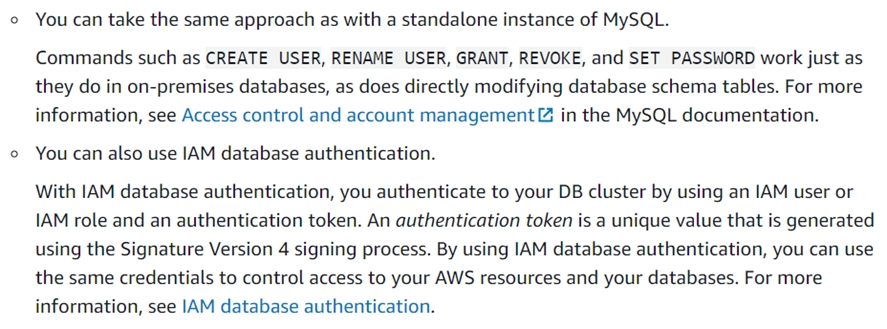 You can take the same approach as with a standalone instance of MySQL.
Commands such as CREATE USER, RENAME USER, GRANT, REVOKE, and SET PASSWORD work just as
they do in on-premises databases, as does directly modifying database schema tables. For more
information, see Access control and account management in the MySQL documentation.
You can also use IAM database authentication.
With IAM database authentication, you authenticate to your DB cluster by using an IAM user or
IAM role and an authentication token. An authentication token is a unique value that is generated
using the Signature Version 4 signing process. By using IAM database authentication, you can use
the same credentials to control access to your AWS resources and your databases. For more
information, see IAM database authentication.